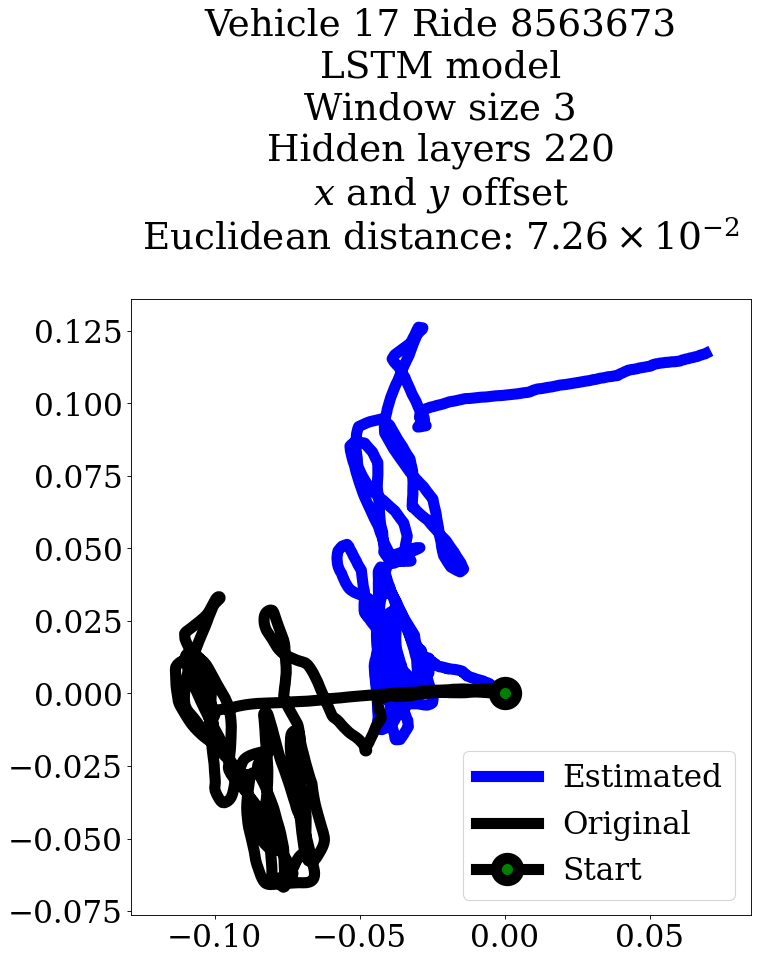 Vehicle 17 Ride 8563673
LSTM model
Window size 3
Hidden layers 220
x and y offset
Euclidean distance: 7.26 × 10⁻²
0.125
0.100
0.075
0.050
0.025
0.000
−0.025
−0.050
−0.075
Estimated
Original
Start
−0.10 −0.05 0.00 0.05